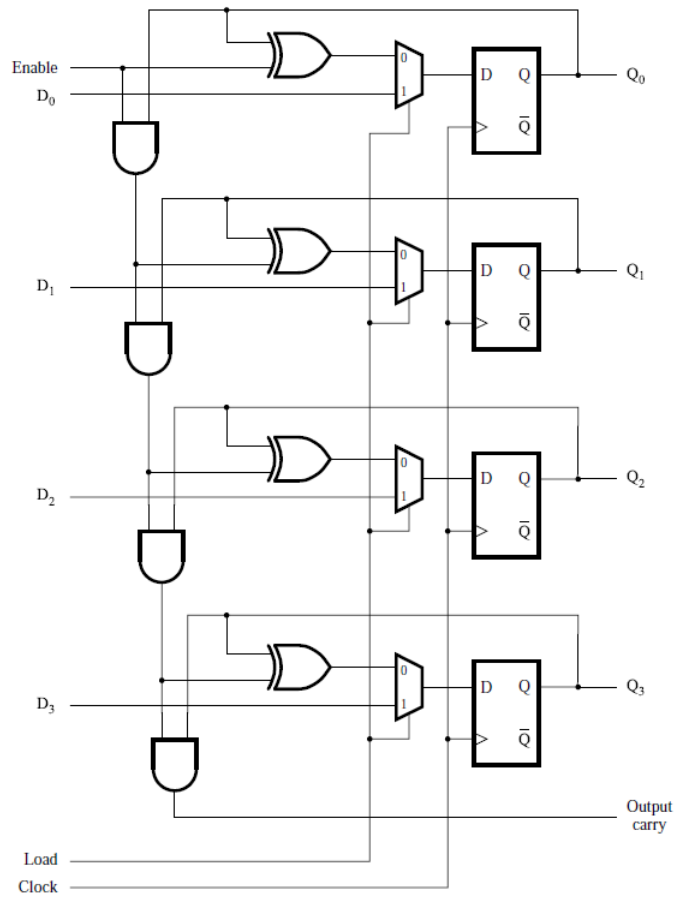 Enable
D0
0
1
D Q
Q̄
Q0
D1
0
1
D Q
Q̄
Q1
D2
0
1
D Q
Q̄
Q2
D3
0
1
D Q
Q̄
Q3
Output
carry
Load
Clock